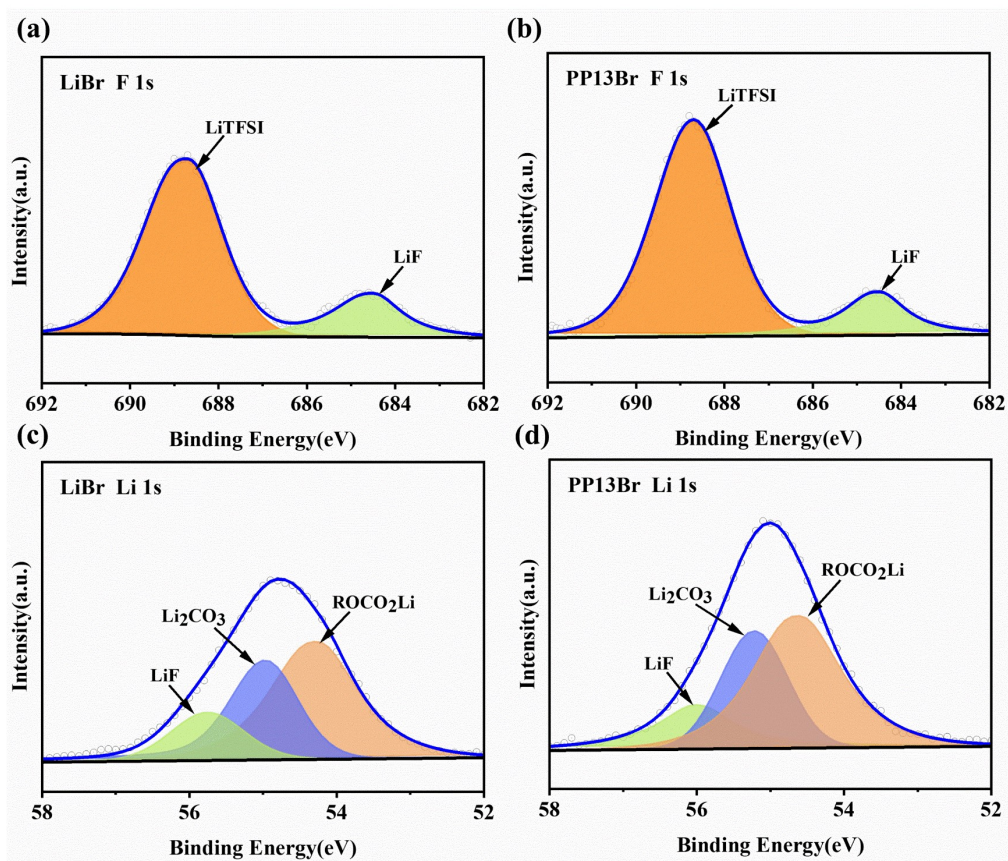 (a)
LiBr F 1s
LiTFSI
LiF
Intensity(a.u.)
692 690 688 686 684 682
Binding Energy(eV)
(b)
PP13Br F 1s
LiTFSI
LiF
Intensity(a.u.)
692 690 688 686 684 682
Binding Energy(eV)
(c)
LiBr Li 1s
Li₂CO₃
ROCO₂Li
LiF
Intensity(a.u.)
58 56 54 52
Binding Energy(eV)
(d)
PP13Br Li 1s
Li₂CO₃
ROCO₂Li
LiF
Intensity(a.u.)
58 56 54 52
Binding Energy(eV)